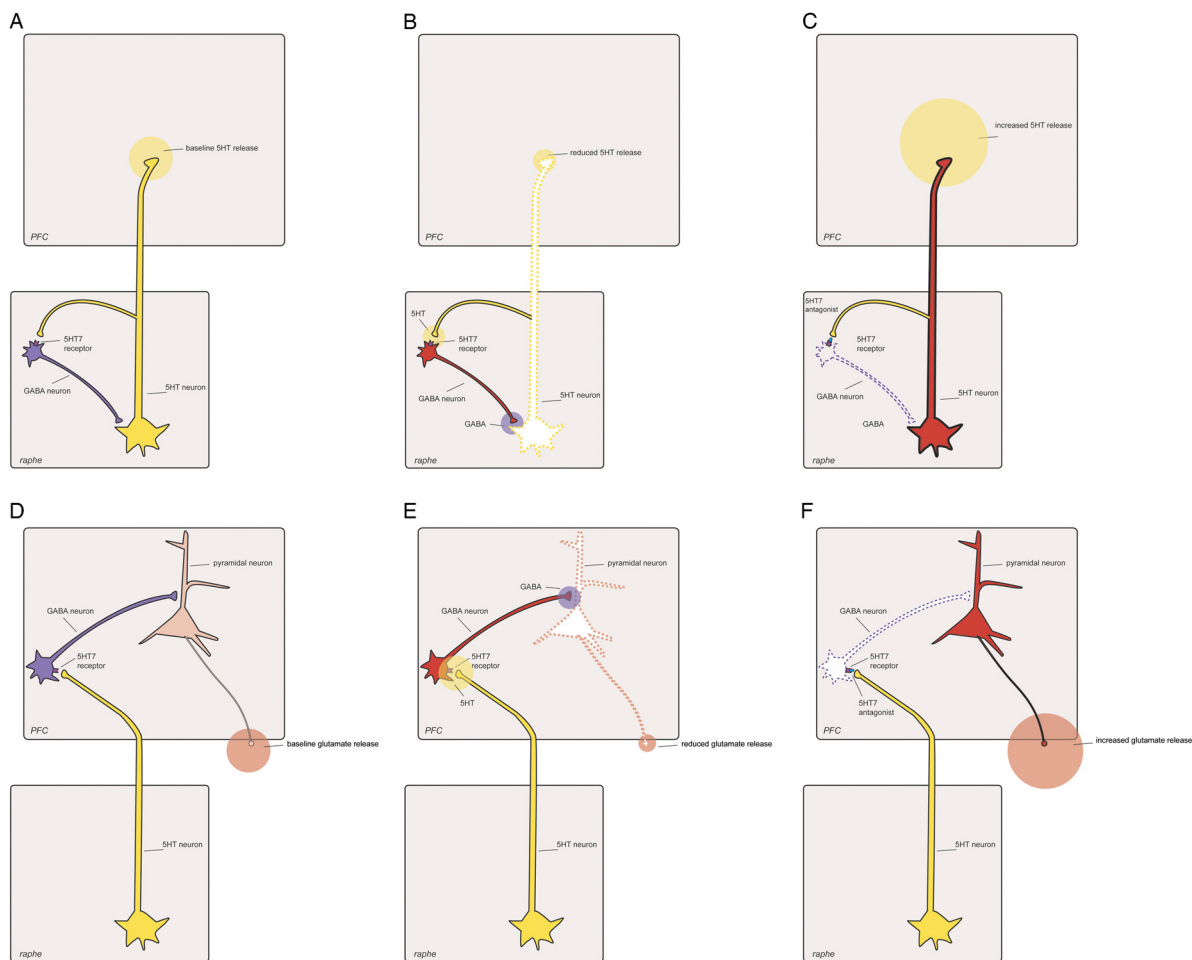 A
baseline 5HT release
PFC
5HT7
receptor
GABA neuron
5HT neuron
raphe
B
reduced 5HT release
PFC
5HT
5HT7
receptor
GABA neuron
5HT neuron
GABA
raphe
C
increased 5HT release
PFC
5HT7
antagonist
5HT7
receptor
GABA neuron
5HT neuron
GABA
raphe
D
pyramidal neuron
GABA neuron
5HT7
receptor
PFC
baseline glutamate release
5HT neuron
raphe
E
pyramidal neuron
GABA
GABA neuron
5HT7
receptor
5HT
PFC
reduced glutamate release
5HT neuron
raphe
F
pyramidal neuron
GABA neuron
5HT7
receptor
5HT7
antagonist
PFC
increased glutamate release
5HT neuron
raphe